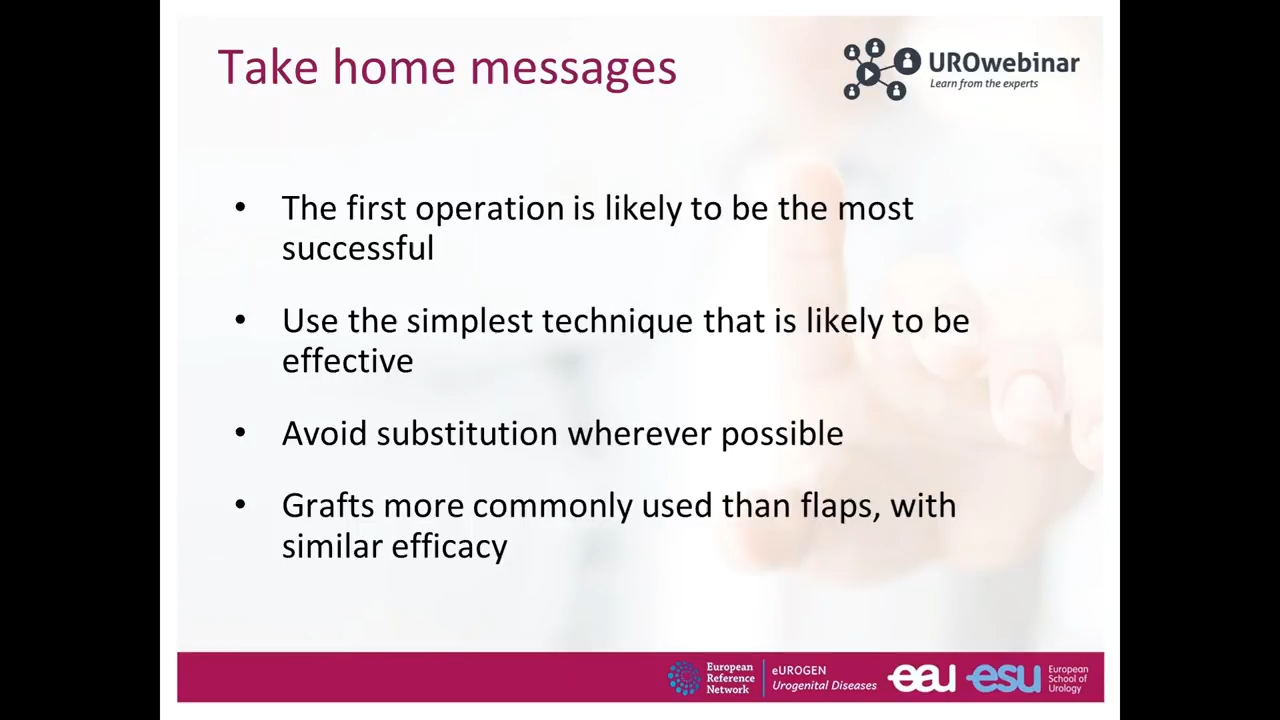 Take home messages
UROwebinar
Learn from the experts
• The first operation is likely to be the most
successful
• Use the simplest technique that is likely to be
effective
• Avoid substitution wherever possible
• Grafts more commonly used than flaps, with
similar efficacy
European
Reference
Network
eUROGEN
Urogenital Diseases
eau
esu
European
School of
Urology